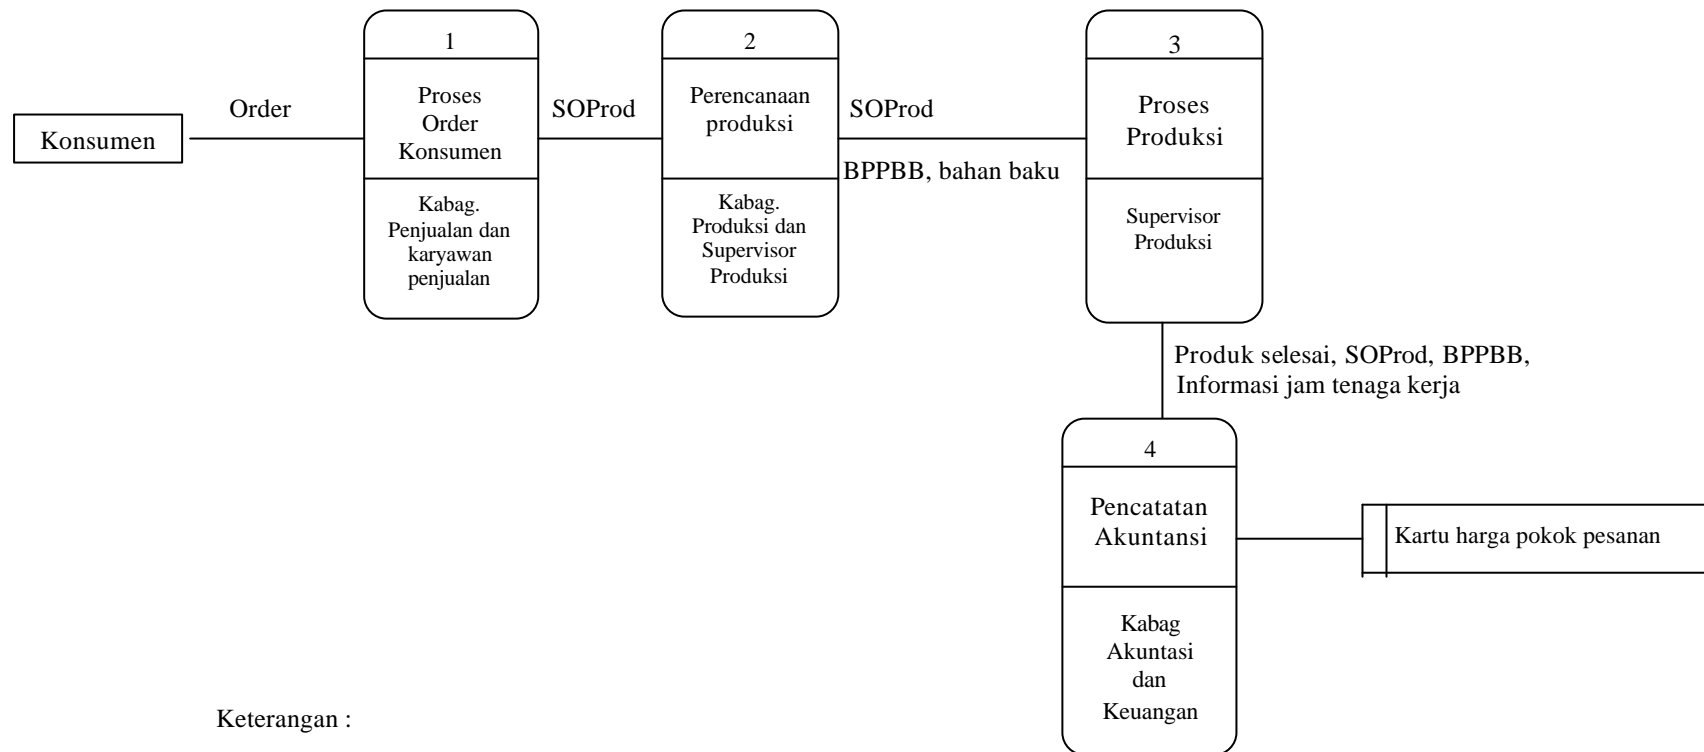 Konsumen
Order
1
Proses
Order
Konsumen
Kabag.
Penjualan dan
karyawan
penjualan
SOProd
2
Perencanaan
produksi
Kabag.
Produksi dan
Supervisor
Produksi
SOProd
BPPBB, bahan baku
3
Proses
Produksi
Supervisor
Produksi
Produk selesai, SOProd, BPPBB,
Informasi jam tenaga kerja
4
Pencatatan
Akuntansi
Kabag
Akuntasi
dan
Keuangan
Kartu harga pokok pesanan
Keterangan :